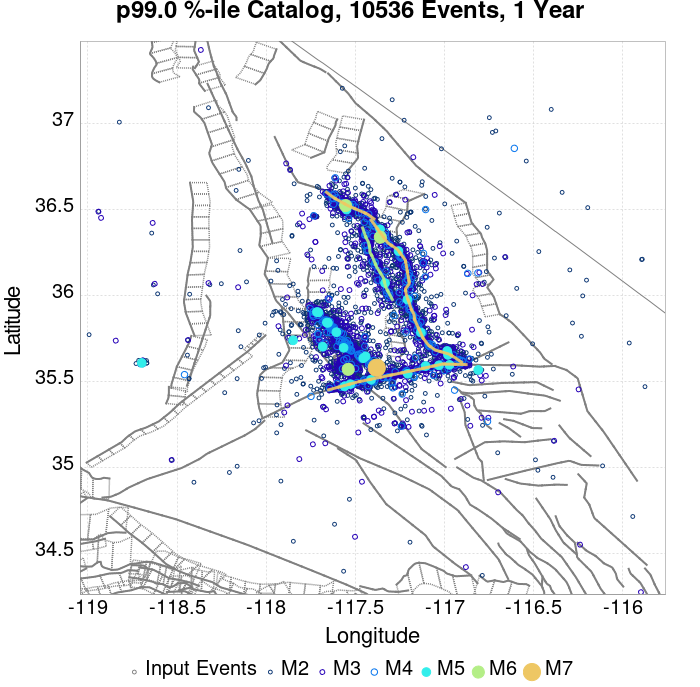 p99.0 %-ile Catalog, 10536 Events, 1 Year
Latitude
37
36.5
36
35.5
35
34.5
-119 -118.5 -118 -117.5 -117 -116.5 -116
Longitude
Input Events M2 M3 M4 M5 M6 M7